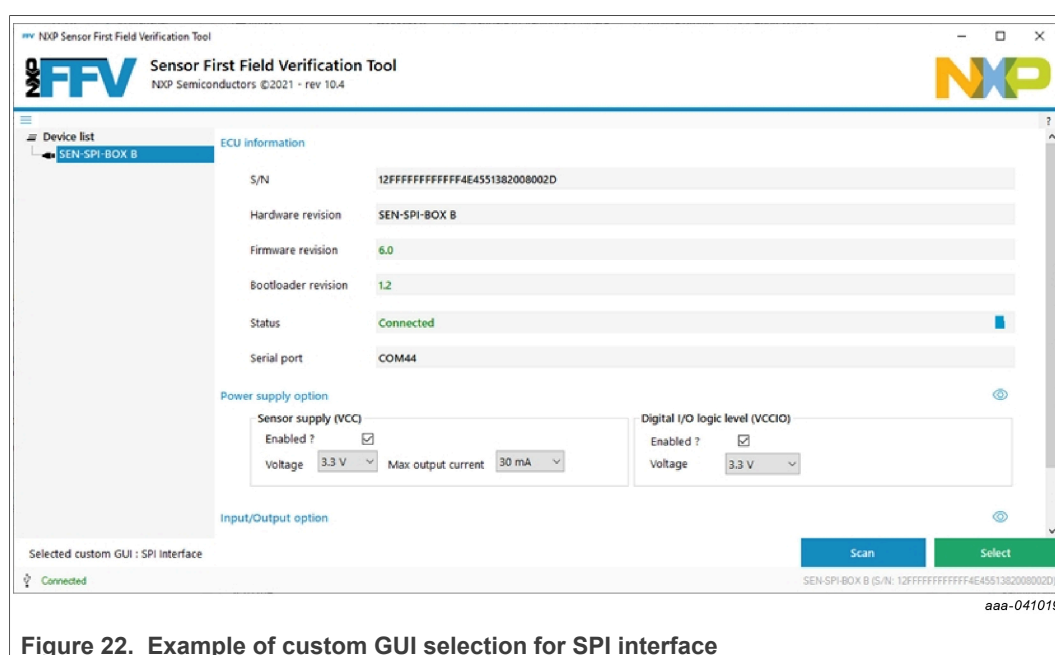 FFV NXP Sensor First Field Verification Tool
NXP FFV
Sensor First Field Verification Tool
NXP Semiconductors ©2021 - rev 10.4
NXP
?
Device list
SEN-SPI-BOX B
ECU information
S/N 12FFFFFFFFFFFF4E4551382008002D
Hardware revision SEN-SPI-BOX B
Firmware revision 6.0
Bootloader revision 1.2
Status Connected
Serial port COM44
Power supply option
Sensor supply (VCC) Digital I/O logic level (VCCIO)
Enabled ? Enabled ?
Voltage 3.3 V Max output current 30 mA Voltage 3.3 V
Input/Output option
Selected custom GUI : SPI Interface Scan Select
Connected SEN-SPI-BOX B (S/N: 12FFFFFFFFFFFF4E4551382008002D)
aaa-041019
Figure 22. Example of custom GUI selection for SPI interface